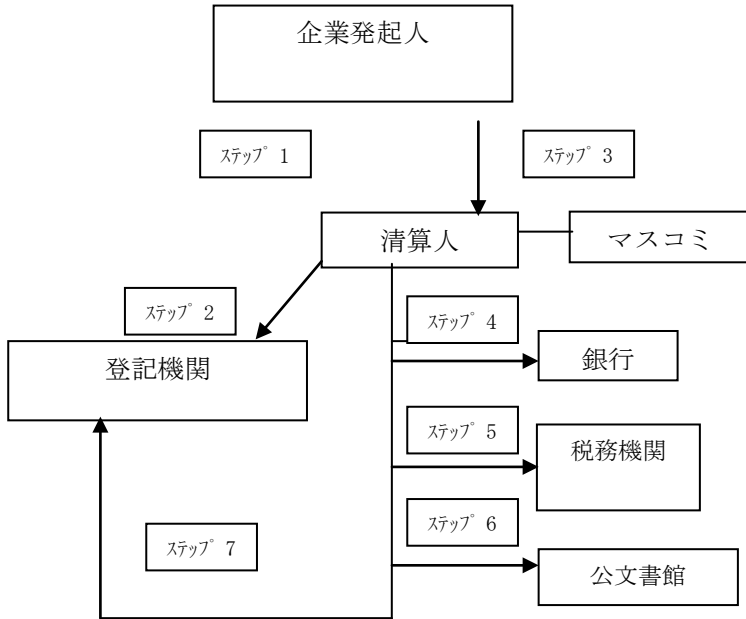 企業発起人
ｽﾃｯﾌﾟ 1
ｽﾃｯﾌﾟ 3
清算人
マスコミ
ｽﾃｯﾌﾟ 2
ｽﾃｯﾌﾟ 4
登記機関
銀行
ｽﾃｯﾌﾟ 5
税務機関
ｽﾃｯﾌﾟ 6
ｽﾃｯﾌﾟ 7
公文書館